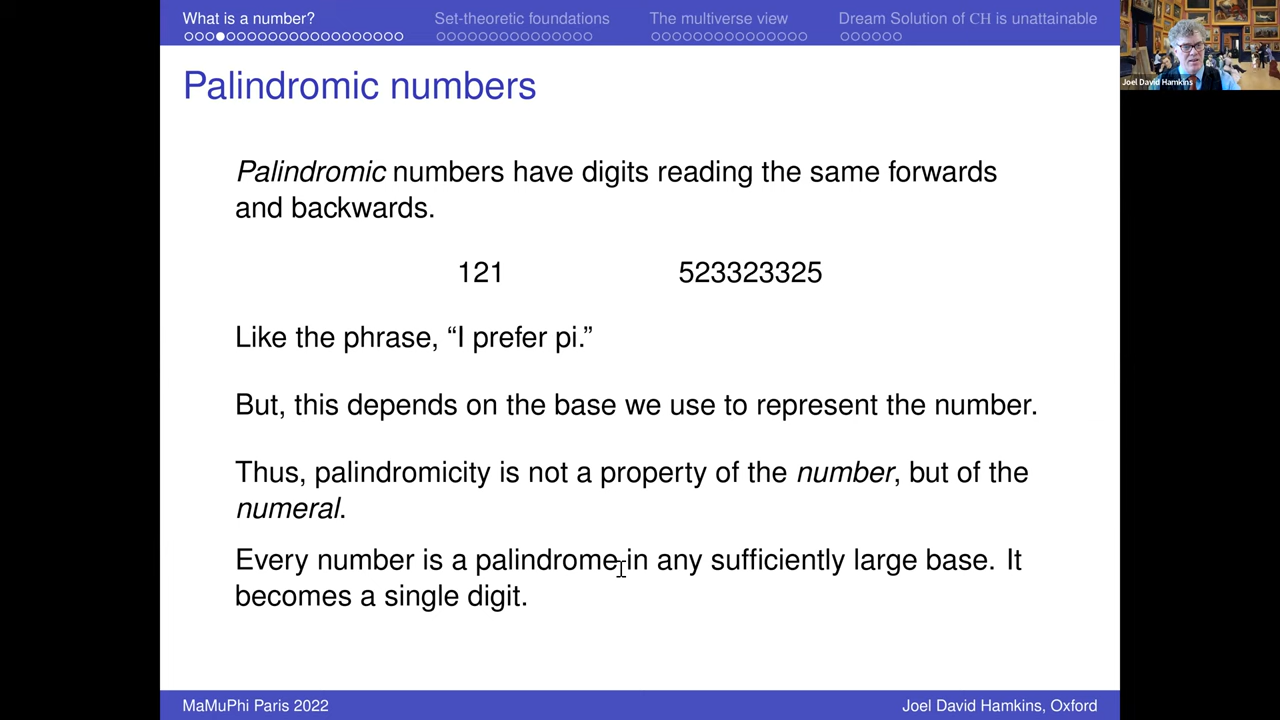 What is a number?
Set-theoretic foundations
The multiverse view
Dream Solution of CH is unattainable
Joel David Hamkins
Palindromic numbers
Palindromic numbers have digits reading the same forwards
and backwards.
121 523323325
Like the phrase, “I prefer pi.”
But, this depends on the base we use to represent the number.
Thus, palindromicity is not a property of the number, but of the
numeral.
Every number is a palindrome in any sufficiently large base. It
becomes a single digit.
MaMuPhi Paris 2022
Joel David Hamkins, Oxford